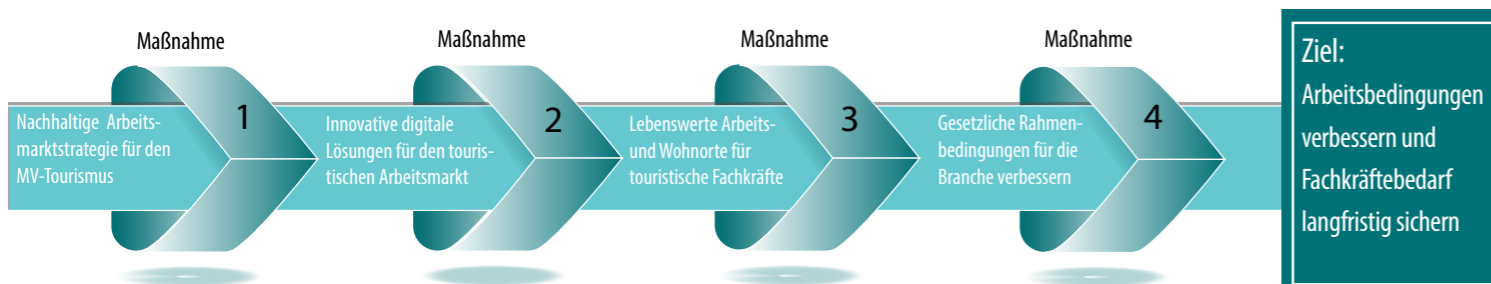 Maßnahme
1
Nachhaltige Arbeits-
marktstrategie für den
MV-Tourismus
Maßnahme
2
Innovative digitale
Lösungen für den touris-
tischen Arbeitsmarkt
Maßnahme
3
Lebenswerte Arbeits-
und Wohnorte für
touristische Fachkräfte
Maßnahme
4
Gesetzliche Rahmen-
bedingungen für die
Branche verbessern
Ziel:
Arbeitsbedingungen
verbessern und
Fachkräftebedarf
langfristig sichern